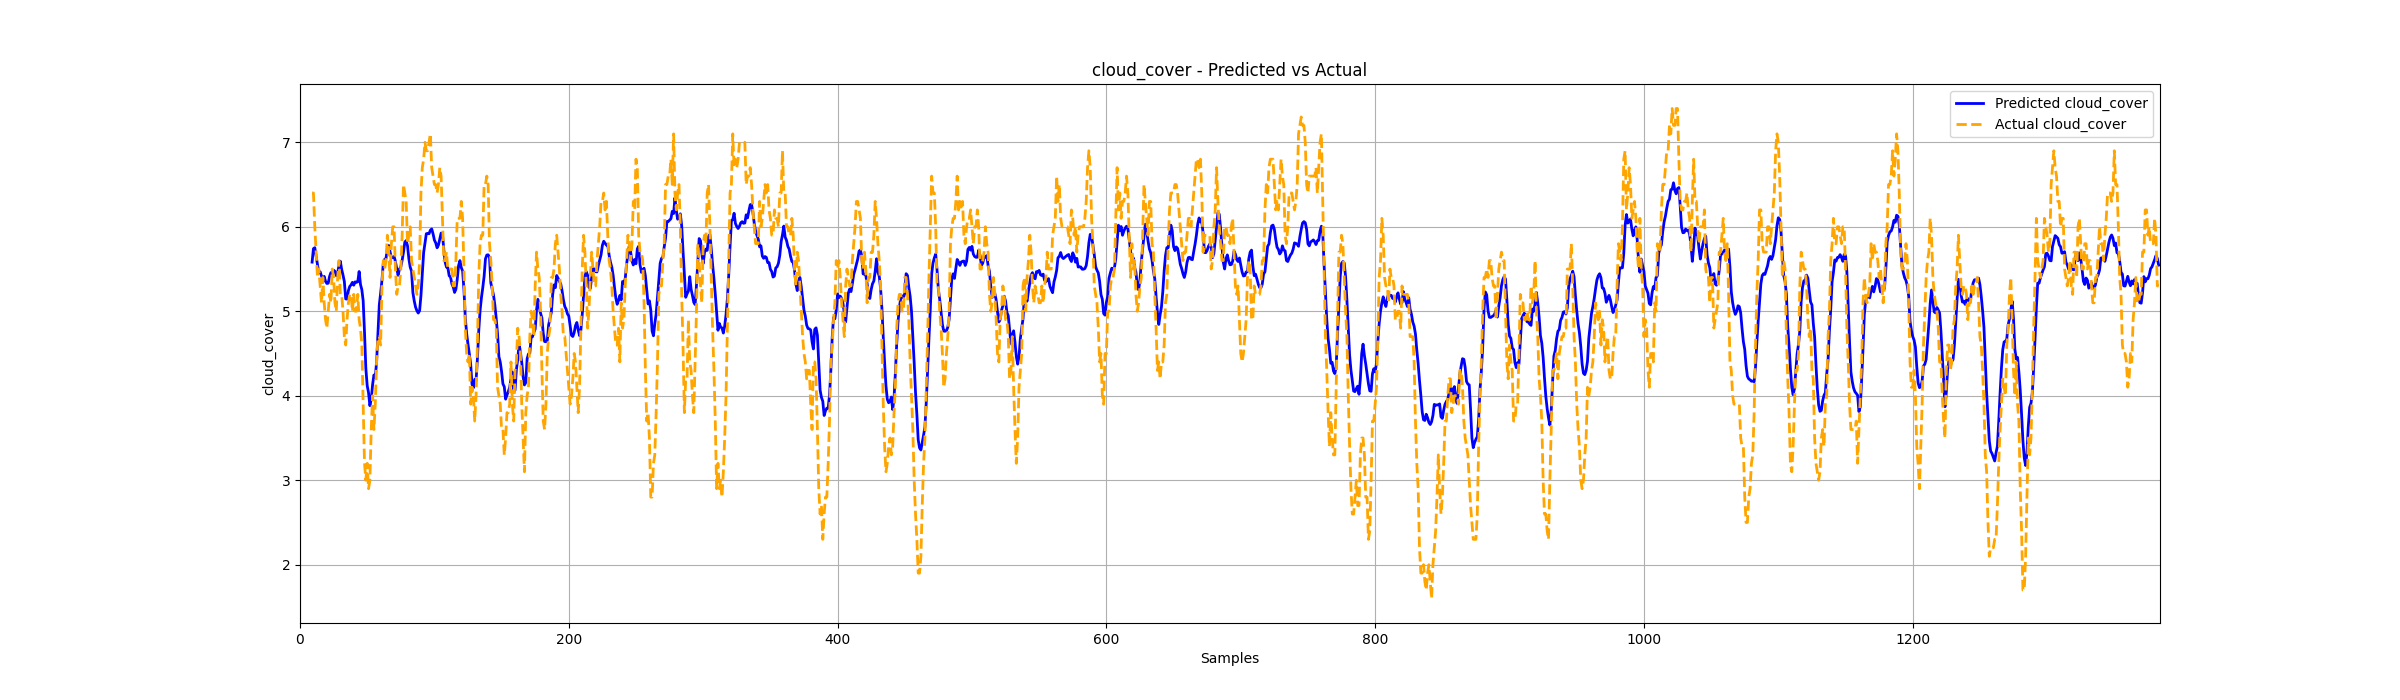 cloud_cover - Predicted vs Actual
Predicted cloud_cover
Actual cloud_cover
cloud_cover
7
6
5
4
3
2
0 200 400 600 800 1000 1200
Samples